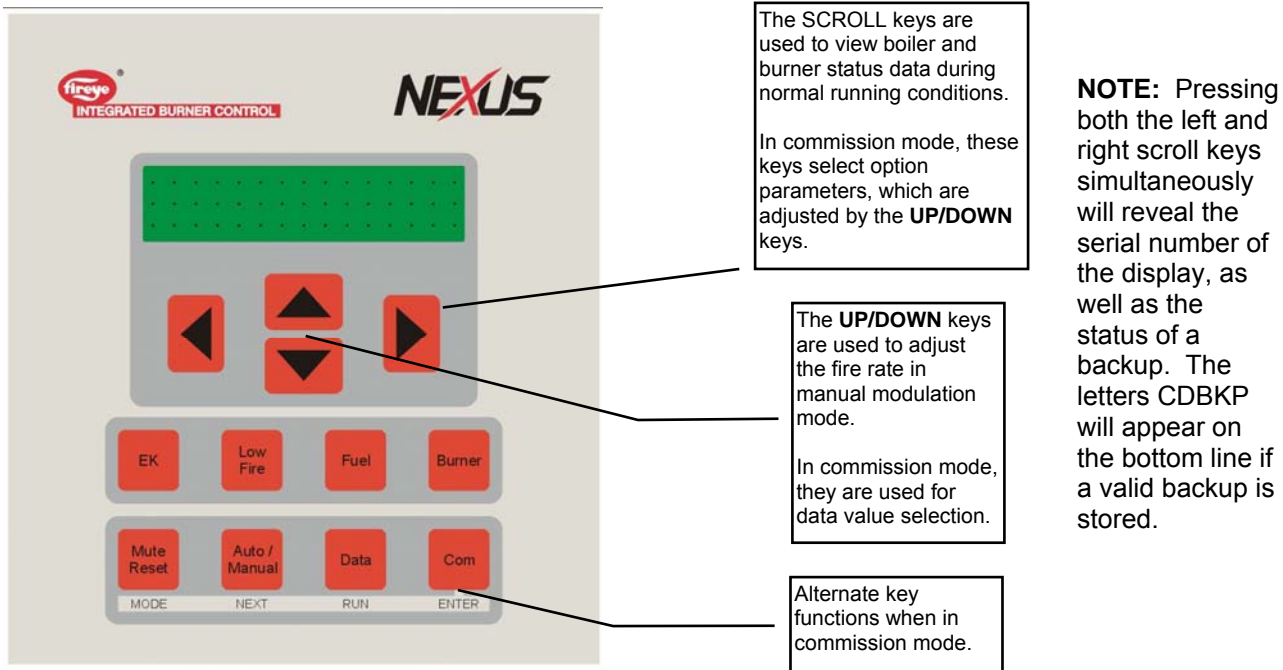 fireye®
INTEGRATED BURNER CONTROL
NEXUS
EK
Low
Fire
Fuel
Burner
Mute
Reset
Auto /
Manual
Data
Com
MODE
NEXT
RUN
ENTER
The SCROLL keys are
used to view boiler and
burner status data during
normal running conditions.
In commission mode, these
keys select option
parameters, which are
adjusted by the UP/DOWN
keys.
The UP/DOWN keys
are used to adjust
the fire rate in
manual modulation
mode.
In commission mode,
they are used for
data value selection.
Alternate key
functions when in
commission mode.
NOTE: Pressing
both the left and
right scroll keys
simultaneously
will reveal the
serial number of
the display, as
well as the
status of a
backup. The
letters CDBKP
will appear on
the bottom line if
a valid backup is
stored.